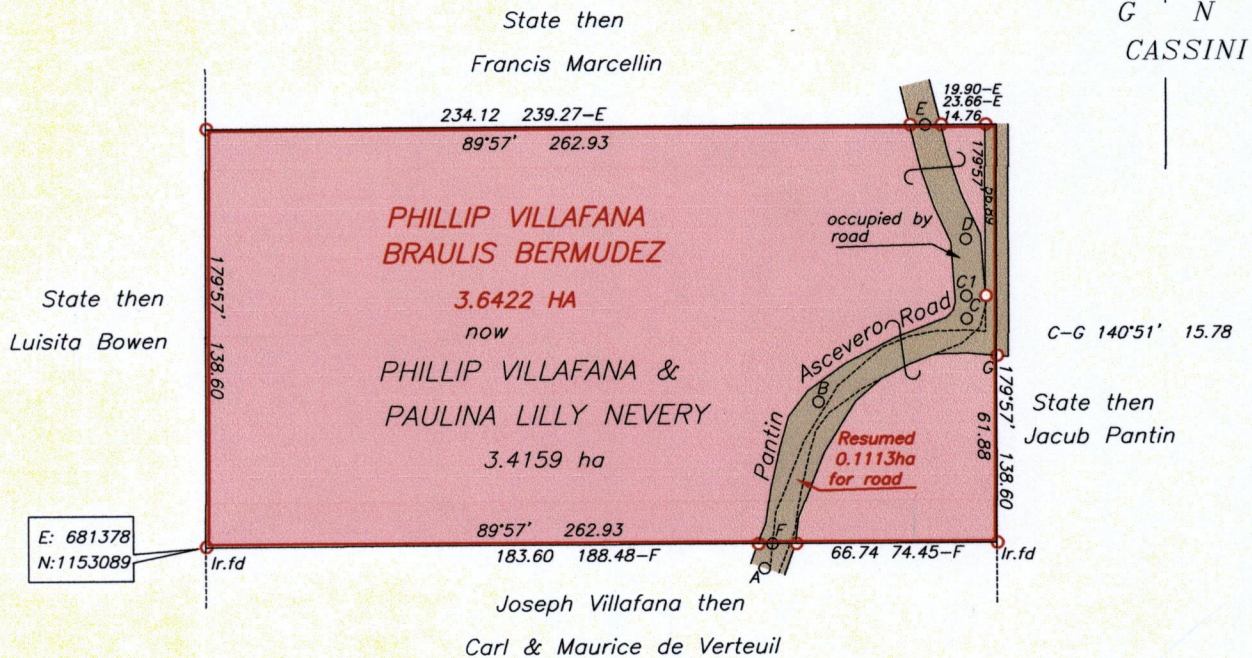 State then
Francis Marcellin
G N
CASSINI
234.12 239.27-E
89°57' 262.93
E
19.90-E
23.66-E
14.76
179°57'
56.89
PHILLIP VILLAFANA
BRAULIS BERMUDEZ
3.6422 HA
now
PHILLIP VILLAFANA &
PAULINA LILLY NEVERY
3.4159 ha
occupied by
road
D
C1
C
State then
Luisita Bowen
179°57' 138.60
Pantin Ascevero Road
B
G
C-G 140°51' 15.78
179°57' 138.60
61.88
State then
Jacub Pantin
Resumed
0.1113ha
for road
E: 681378
N:1153089
Ir.fd
89°57' 262.93
183.60 188.48-F
F
A
66.74 74.45-F
Ir.fd
Joseph Villafana then
Carl & Maurice de Verteuil